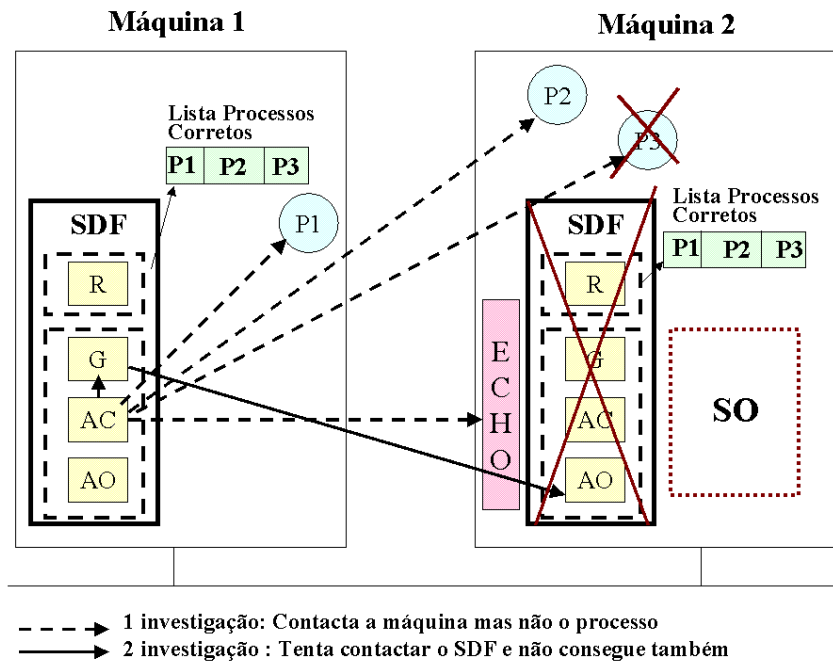 Máquina 1
Máquina 2
Lista Processos
Corretos
P1 P2 P3
P1
P2
P3
SDF
R
G
AC
AO
ECHO
SDF
R
G
AC
AO
Lista Processos
Corretos
P1 P2 P3
SO
1 investigação: Contacta a máquina mas não o processo
2 investigação : Tenta contactar o SDF e não consegue também